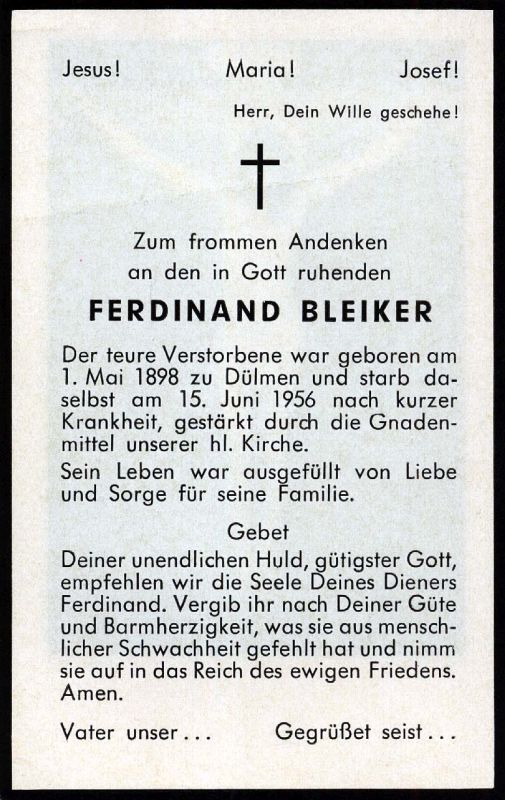 Jesus! Maria! Josef!
Herr, Dein Wille geschehe!
Zum frommen Andenken
an den in Gott ruhenden
FERDINAND BLEIKER
Der teure Verstorbene war geboren am
1. Mai 1898 zu Dülmen und starb da-
selbst am 15. Juni 1956 nach kurzer
Krankheit, gestärkt durch die Gnaden-
mittel unserer hl. Kirche.
Sein Leben war ausgefüllt von Liebe
und Sorge für seine Familie.
Gebet
Deiner unendlichen Huld, gütigster Gott,
empfehlen wir die Seele Deines Dieners
Ferdinand. Vergib ihr nach Deiner Güte
und Barmherzigkeit, was sie aus mensch-
licher Schwachheit gefehlt hat und nimm
sie auf in das Reich des ewigen Friedens.
Amen.
Vater unser... Gegrüßet seist...